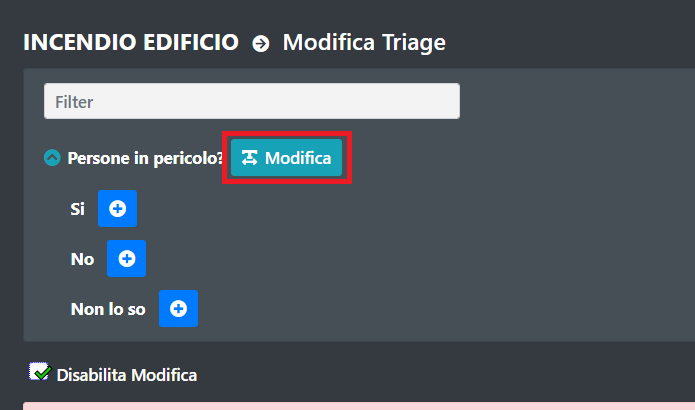 INCENDIO EDIFICIO Modifica Triage
Filter
Persone in pericolo? Modifica
Si
No
Non lo so
Disabilita Modifica